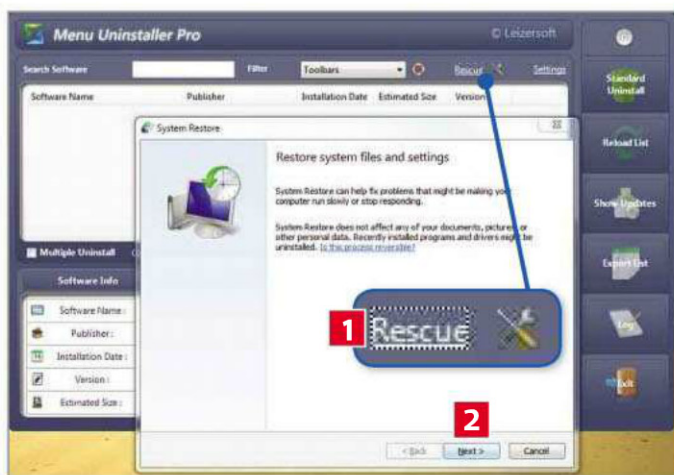 Menu Uninstaller Pro
© Leizersoft
Search Software
Filter
Toolbars
Rescue
Settings
Software Name
Publisher
Installation Date
Estimated Size
Version
System Restore
Restore system files and settings
System Restore can help fix problems that might be making your
computer run slowly or stop responding.
System Restore does not affect any of your documents, pictures, or
other personal data. Recently installed programs and drivers might be
uninstalled. Is this process reversible?
1
Rescue
2
< Back
Next >
Cancel
Multiple Uninstall
Software Info
Software Name :
Publisher :
Installation Date :
Version :
Estimated Size :
Standard
Uninstall
Reload List
Show Updates
Export List
Log
Exit